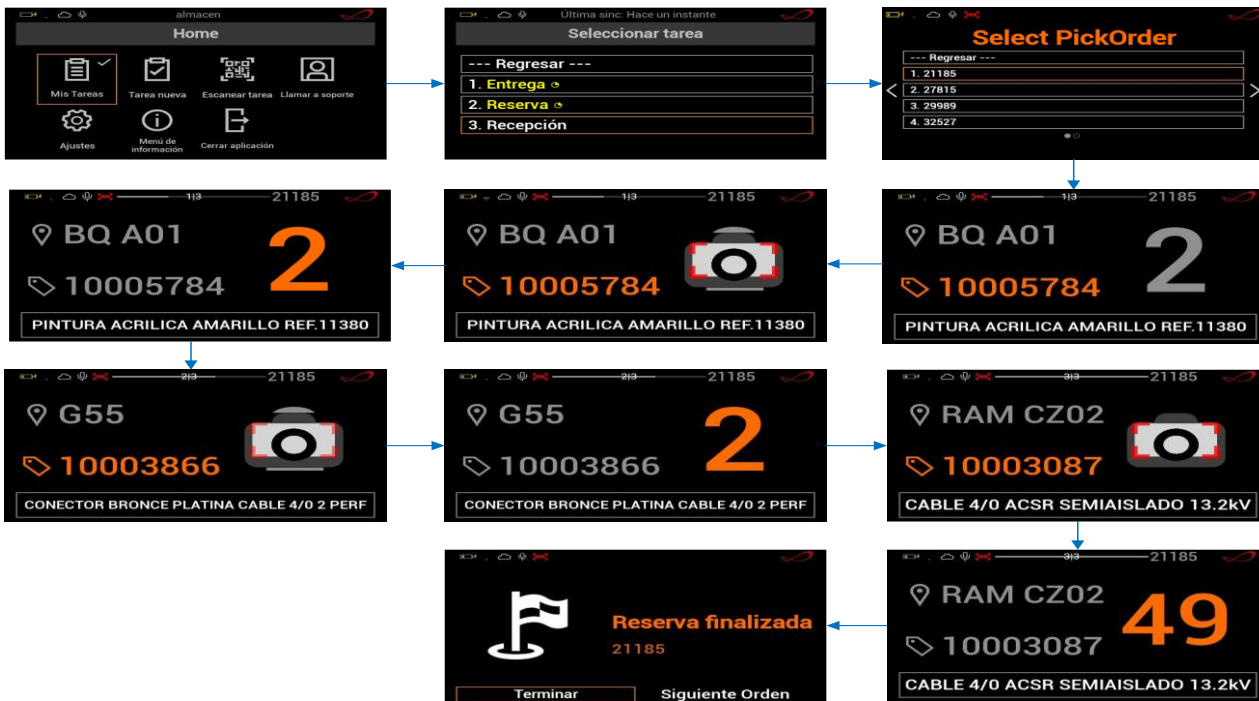 almacen
Home
Mis Tareas
Tarea nueva
Escanear tarea
Llamar a soporte
Ajustes
Menú de
información
Cerrar aplicación
Última sinc: Hace un instante
Seleccionar tarea
--- Regresar ---
1. Entrega
2. Reserva
3. Recepción
Select PickOrder
--- Regresar ---
1. 21185
2. 27815
3. 29989
4. 32527
1|3 21185
BQ A01
2
10005784
PINTURA ACRILICA AMARILLO REF.11380
1|3 21185
BQ A01
10005784
PINTURA ACRILICA AMARILLO REF.11380
1|3 21185
BQ A01
2
10005784
PINTURA ACRILICA AMARILLO REF.11380
2|3 21185
G55
10003866
CONECTOR BRONCE PLATINA CABLE 4/0 2 PERF
2|3 21185
G55
2
10003866
CONECTOR BRONCE PLATINA CABLE 4/0 2 PERF
3|3 21185
RAM CZ02
10003087
CABLE 4/0 ACSR SEMIAISLADO 13.2kV
3|3 21185
RAM CZ02
49
10003087
CABLE 4/0 ACSR SEMIAISLADO 13.2kV
Reserva finalizada
21185
Terminar
Siguiente Orden